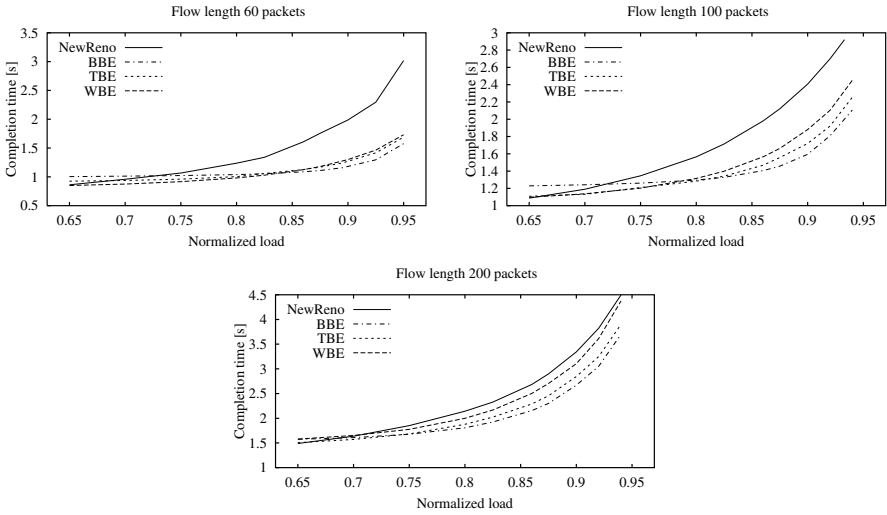 Flow length 60 packets
3.5
3
2.5
2
1.5
1
0.5
Completion time [s]
NewReno
BBE
TBE
WBE
0.65 0.7 0.75 0.8 0.85 0.9 0.95
Normalized load
Flow length 100 packets
3
2.8
2.6
2.4
2.2
2
1.8
1.6
1.4
1.2
1
Completion time [s]
NewReno
BBE
TBE
WBE
0.65 0.7 0.75 0.8 0.85 0.9 0.95
Normalized load
Flow length 200 packets
4.5
4
3.5
3
2.5
2
1.5
1
Completion time [s]
NewReno
BBE
TBE
WBE
0.65 0.7 0.75 0.8 0.85 0.9 0.95
Normalized load